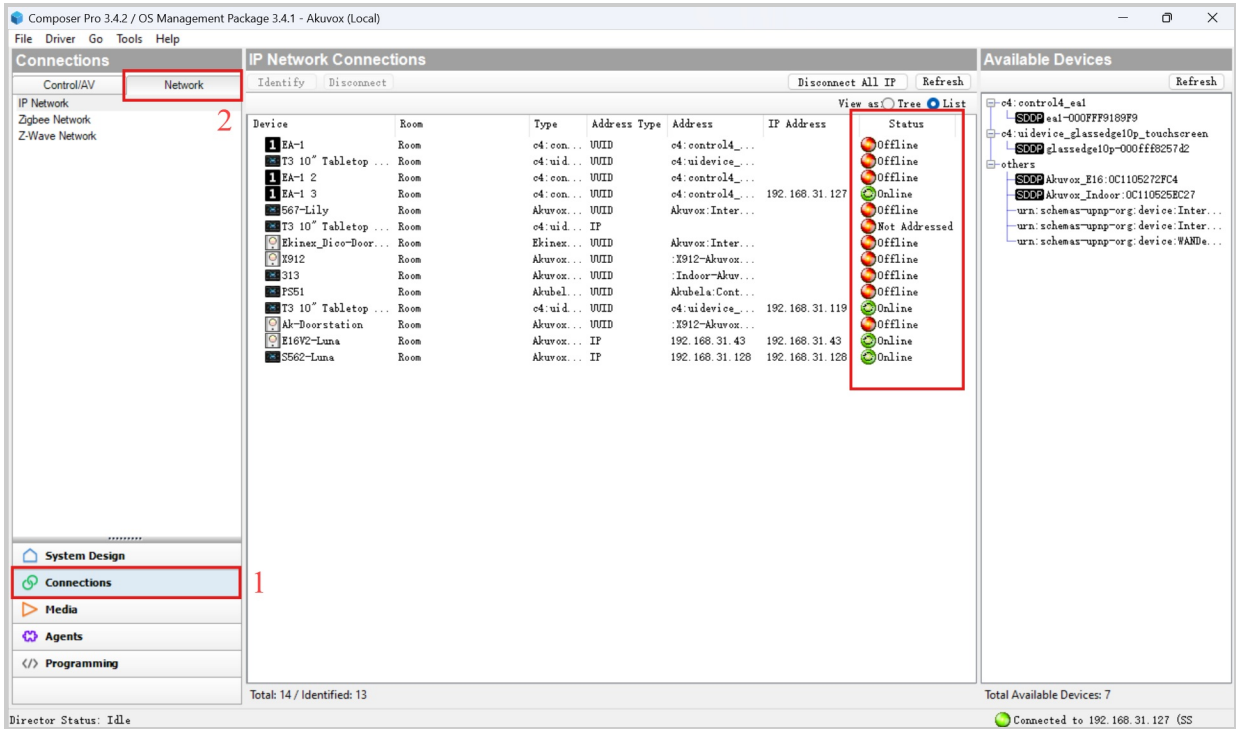 Composer Pro 3.4.2 / OS Management Package 3.4.1 - Akuvox (Local)
File Driver Go Tools Help
Connections
Control/AV Network
IP Network
Zigbee Network
Z-Wave Network
2
System Design
Connections
1
Media
Agents
Programming
IP Network Connections
Identify Disconnect Disconnect All IP Refresh
View as: Tree List
Device Room Type Address Type Address IP Address Status
1 EA-1 Room c4:con... UUID c4:control4_... Offline
T3 10" Tabletop ... Room c4:uid... UUID c4:uidevice_... Offline
1 EA-1 2 Room c4:con... UUID c4:control4_... Offline
1 EA-1 3 Room c4:con... UUID c4:control4_... 192.168.31.127 Online
567-Lily Room Akuvox... UUID Akuvox:Inter... Offline
T3 10" Tabletop ... Room c4:uid... IP Not Addressed
Ekinex_Dico-Door... Room Ekinex... UUID Akuvox:Inter... Offline
X912 Room Akuvox... UUID :X912-Akuvox... Offline
313 Room Akuvox... UUID :Indoor-Akuv... Offline
PS51 Room Akubel... UUID Akubela:Cont... Offline
T3 10" Tabletop ... Room c4:uid... UUID c4:uidevice_... 192.168.31.119 Online
Ak-Doorstation Room Akuvox... UUID :X912-Akuvox... Offline
E16V2-Luna Room Akuvox... IP 192.168.31.43 192.168.31.43 Online
S562-Luna Room Akuvox... IP 192.168.31.128 192.168.31.128 Online
Total: 14 / Identified: 13
Available Devices
Refresh
c4:control4_ea1
SDDP ea1-000FFF9189F9
c4:uidevice_glassedge10p_touchscreen
SDDP glassedge10p-000fff8257d2
others
SDDP Akuvox_E16:0C1105272FC4
SDDP Akuvox_Indoor:0C110525EC27
urn:schemas-upnp-org:device:Inter...
urn:schemas-upnp-org:device:Inter...
urn:schemas-upnp-org:device:WANDe...
Total Available Devices: 7
Director Status: Idle
Connected to 192.168.31.127 (SS